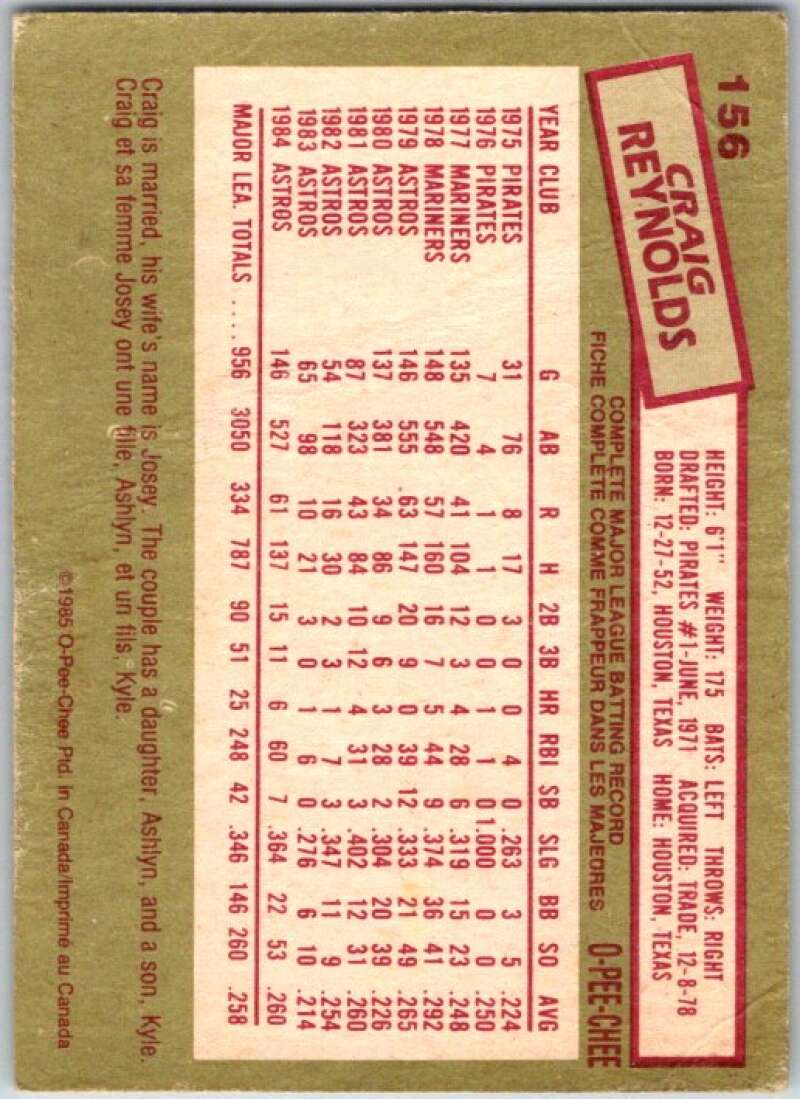 156
CRAIG
REYNOLDS
HEIGHT: 6'1" WEIGHT: 175 BATS: LEFT THROWS: RIGHT
DRAFTED: PIRATES #1-JUNE, 1971 ACQUIRED: TRADE, 12-8-78
BORN: 12-27-52, HOUSTON, TEXAS HOME: HOUSTON, TEXAS
COMPLETE MAJOR LEAGUE BATTING RECORD
FICHE COMPLÈTE COMME FRAPPEUR DANS LES MAJEURES O-PEE-CHEE
YEAR CLUB G AB R H 2B 3B HR RBI SB SLG BB SO AVG
1975 PIRATES 31 76 8 17 3 0 0 4 0 .263 3 5 .224
1976 PIRATES 7 4 1 1 0 0 1 1 0 1.000 0 0 .250
1977 MARINERS 135 420 41 104 12 3 4 28 6 .319 15 23 .248
1978 MARINERS 148 548 57 160 16 7 5 44 9 .374 36 41 .292
1979 ASTROS 146 555 63 147 20 9 0 39 12 .333 21 49 .265
1980 ASTROS 137 381 34 86 9 6 3 28 2 .304 20 39 .226
1981 ASTROS 87 323 43 84 10 12 4 31 3 .402 12 31 .260
1982 ASTROS 54 118 16 30 2 3 1 7 3 .347 11 9 .254
1983 ASTROS 65 98 10 21 3 0 1 6 0 .276 6 10 .214
1984 ASTROS 146 527 61 137 15 11 6 60 7 .364 22 53 .260
MAJOR LEA. TOTALS .... 956 3050 334 787 90 51 25 248 42 .346 146 260 .258
Craig is married, his wife's name is Josey. The couple has a daughter, Ashlyn, and a son, Kyle.
Craig et sa femme Josey ont une fille, Ashlyn, et un fils, Kyle.
©1985 O-Pee-Chee Ptd. in Canada/Imprimé au Canada